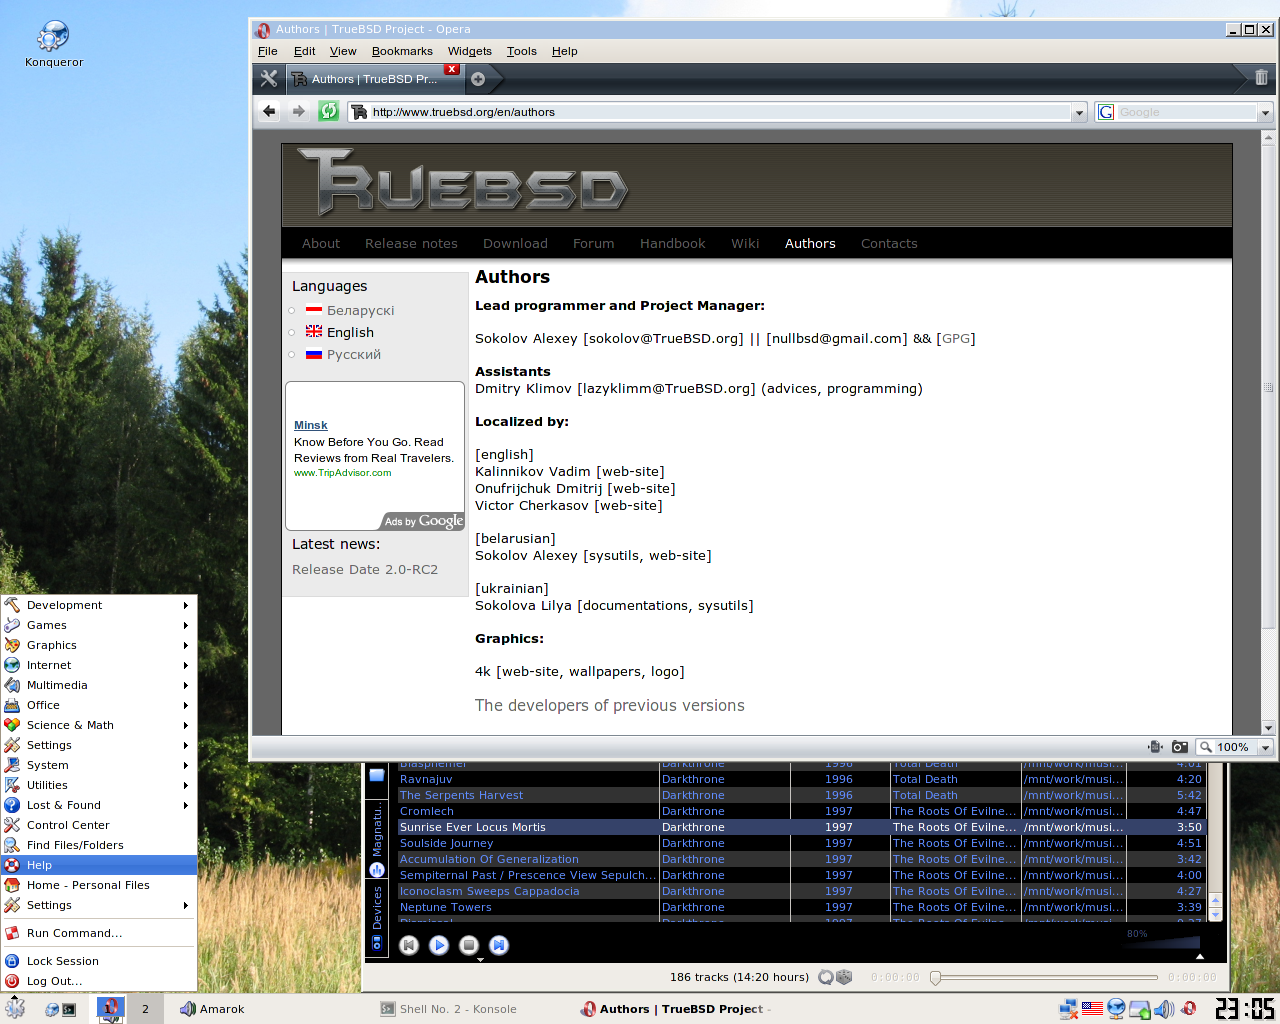 Konqueror
Authors | TrueBSD Project - Opera
File Edit View Bookmarks Widgets Tools Help
Authors | TrueBSD Pr...
http://www.truebsd.org/en/authors
Google
TRUEBSD
About Release notes Download Forum Handbook Wiki Authors Contacts
Languages
Беларускі
English
Русский
Minsk
Know Before You Go. Read
Reviews from Real Travelers.
www.TripAdvisor.com
Ads by Google
Latest news:
Release Date 2.0-RC2
Authors
Lead programmer and Project Manager:
Sokolov Alexey [sokolov@TrueBSD.org] || [nullbsd@gmail.com] && [GPG]
Assistants
Dmitry Klimov [lazyklimm@TrueBSD.org] (advices, programming)
Localized by:
[english]
Kalinnikov Vadim [web-site]
Onufrijchuk Dmitrij [web-site]
Victor Cherkasov [web-site]
[belarusian]
Sokolov Alexey [sysutils, web-site]
[ukrainian]
Sokolova Lilya [documentations, sysutils]
Graphics:
4k [web-site, wallpapers, logo]
The developers of previous versions
100%
Development
Games
Graphics
Internet
Multimedia
Office
Science & Math
Settings
System
Utilities
Lost & Found
Control Center
Find Files/Folders
Help
Home - Personal Files
Settings
Run Command...
Lock Session
Log Out...
Magnatu..
Devices
Blasphemer Darkthrone 1996 Total Death 4:01
Ravnajuv Darkthrone 1996 Total Death /mnt/work/musi... 4:20
The Serpents Harvest Darkthrone 1996 Total Death /mnt/work/musi... 5:42
Cromlech Darkthrone 1997 The Roots Of Evilne... /mnt/work/musi... 4:47
Sunrise Ever Locus Mortis Darkthrone 1997 The Roots Of Evilne... /mnt/work/musi... 3:50
Soulside Journey Darkthrone 1997 The Roots Of Evilne... /mnt/work/musi... 4:51
Accumulation Of Generalization Darkthrone 1997 The Roots Of Evilne... /mnt/work/musi... 3:42
Sempiternal Past / Prescence View Sepulch... Darkthrone 1997 The Roots Of Evilne... /mnt/work/musi... 4:00
Iconoclasm Sweeps Cappadocia Darkthrone 1997 The Roots Of Evilne... /mnt/work/musi... 4:27
Neptune Towers Darkthrone 1997 The Roots Of Evilne... /mnt/work/musi... 3:39
80%
186 tracks (14:20 hours) 0:00:00 0:00:00
2 Amarok Shell No. 2 - Konsole Authors | TrueBSD Project - 23:05